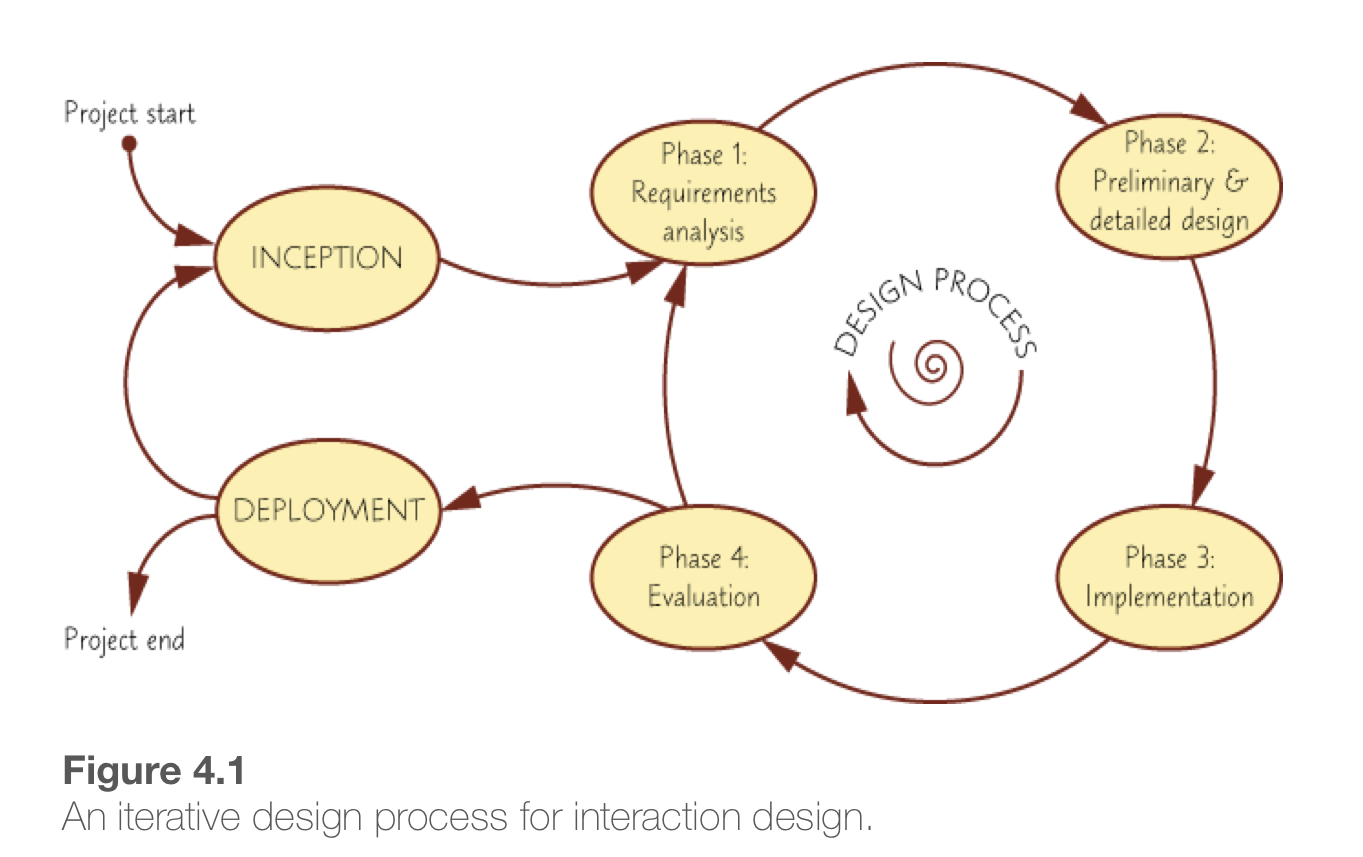 Project start
INCEPTION
Phase 1:
Requirements
analysis
Phase 2:
Preliminary &
detailed design
DESIGN PROCESS
DEPLOYMENT
Phase 4:
Evaluation
Phase 3:
Implementation
Project end
Figure 4.1
An iterative design process for interaction design.